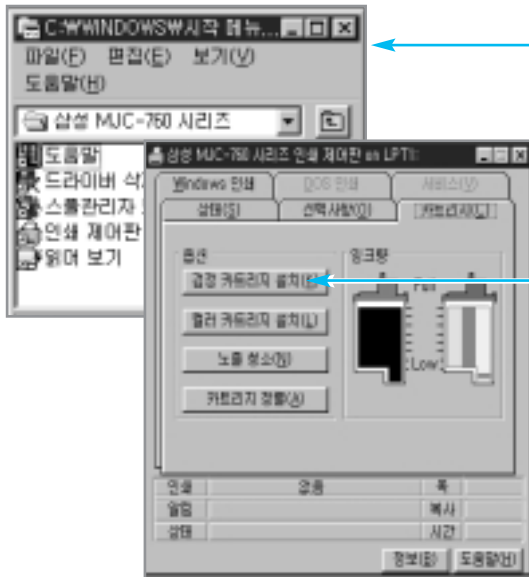 C:₩WINDOWS₩시작 메뉴...
파일(F) 편집(E) 보기(V)
도움말(H)
삼성 MJC-760 시리즈
도움말
드라이버 삭
스풀관리자
인쇄 제어판
읽어 보기
삼성 MJC-760 시리즈 인쇄 제어판 on LPT1:
Windows 인쇄 DOS 인쇄 서비스(V)
상태(S) 선택사항(O) 카트리지(L)
옵션
검정 카트리지 설치(K)
컬러 카트리지 설치(L)
노즐 청소(N)
카트리지 정렬(A)
잉크량
Full
Low
인쇄 없음 쪽
알림 복사
상태 시간
정보(B) 도움말(H)